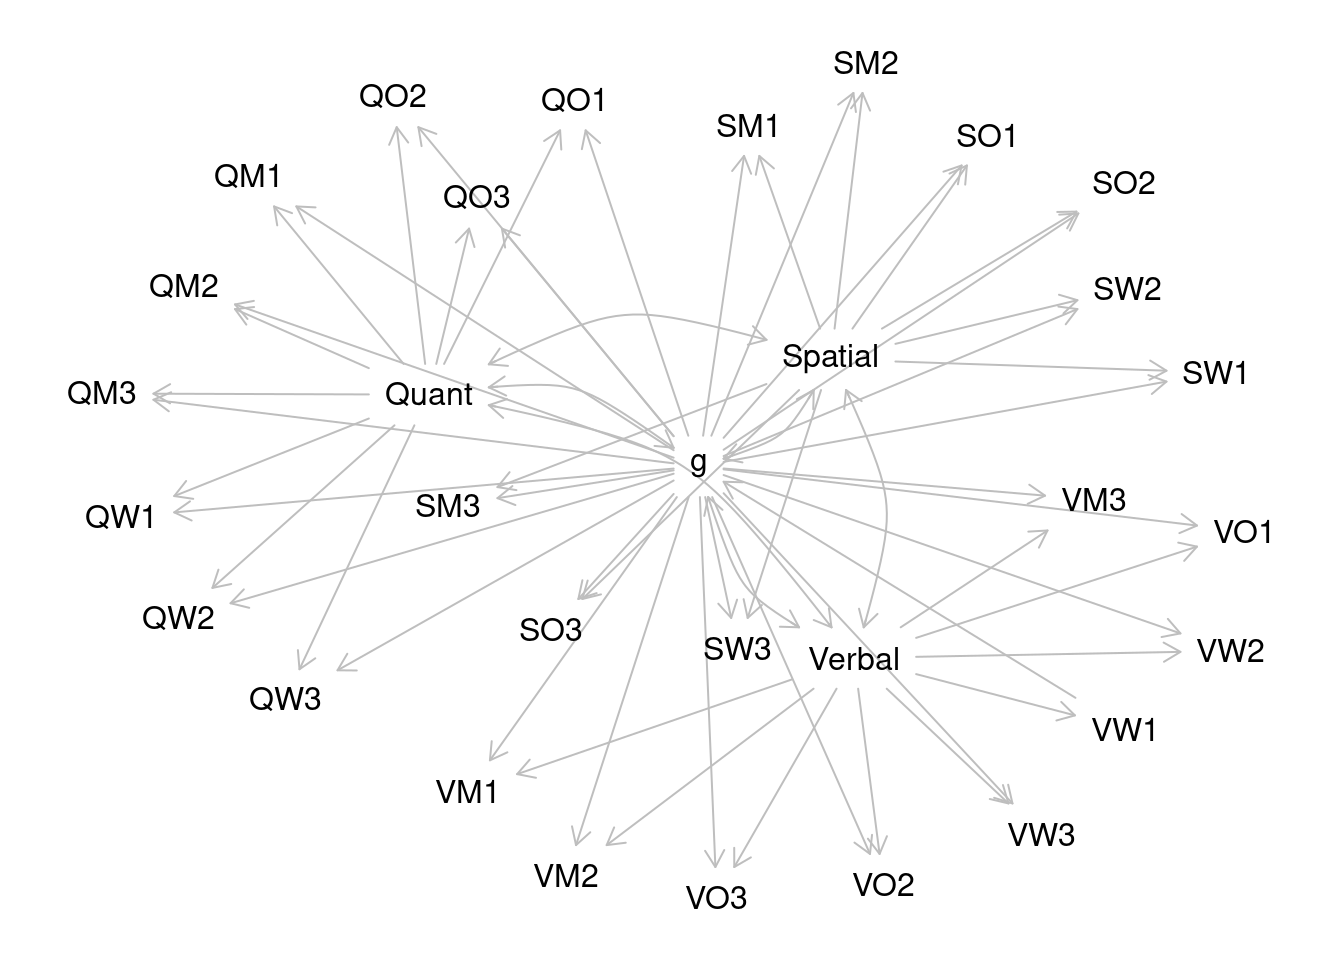 SM2
QO2
QO1
SM1
SO1
QM1
SO2
QO3
QM2
SW2
Spatial
SW1
QM3
Quant
g
VM3
SM3
QW1
VO1
QW2
SO3
SW3
VW2
Verbal
QW3
VW1
VM1
VW3
VM2
VO2
VO3